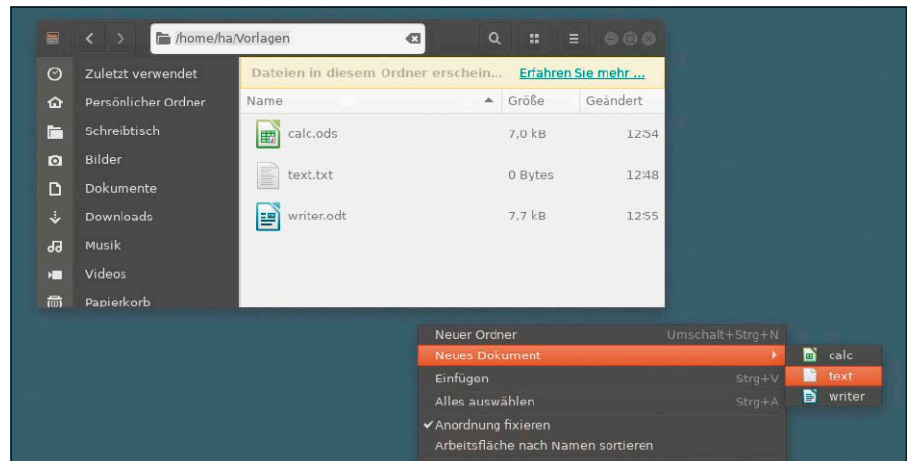 /home/ha/Vorlagen
Zuletzt verwendet
Persönlicher Ordner
Schreibtisch
Bilder
Dokumente
Downloads
Musik
Videos
Papierkorb
Dateien in diesem Ordner erschein... Erfahren Sie mehr ...
Name Größe Geändert
calc.ods 7,0 kB 12:54
text.txt 0 Bytes 12:48
writer.odt 7,7 kB 12:55
Neuer Ordner Umschalt+Strg+N
Neues Dokument
Einfügen Strg+V
Alles auswählen Strg+A
✓Anordnung fixieren
Arbeitsfläche nach Namen sortieren
calc
text
writer